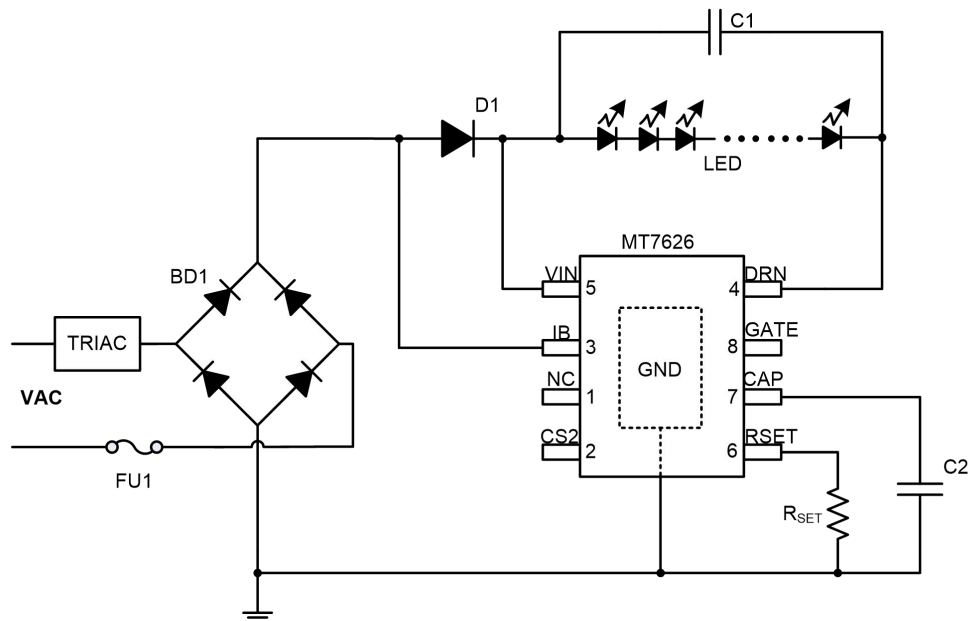 C1
D1
LED
MT7626
BD1
VIN
5
4
DRN
TRIAC
IB
3
8
GATE
GND
VAC
NC
1
7
CAP
CS2
2
6
RSET
FU1
C2
RSET